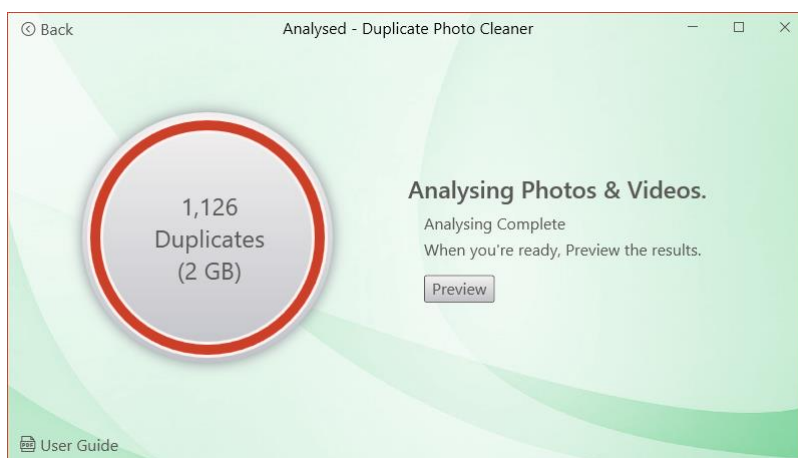 Back
Analysed - Duplicate Photo Cleaner
1,126
Duplicates
(2 GB)
Analysing Photos & Videos.
Analysing Complete
When you're ready, Preview the results.
Preview
PDF
User Guide